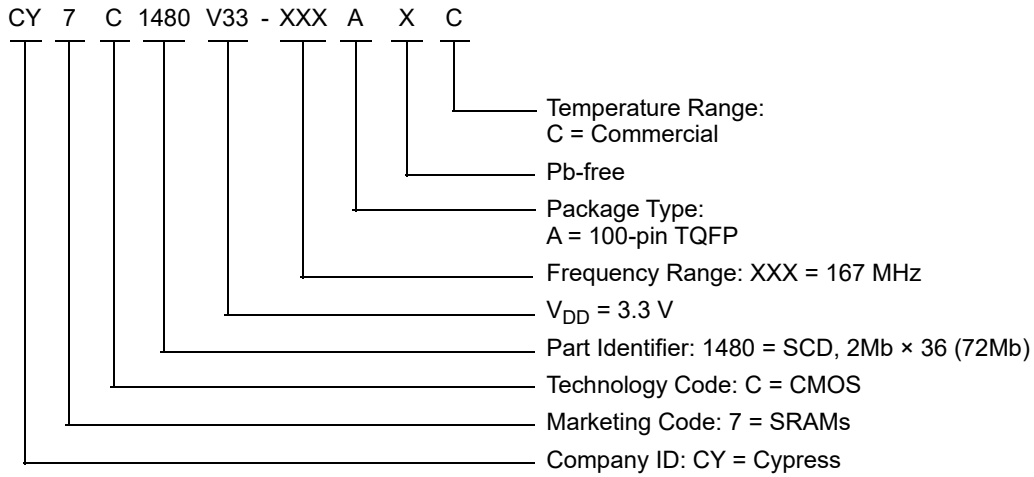 CY 7 C 1480 V33 - XXX A X C
Temperature Range:
C = Commercial
Pb-free
Package Type:
A = 100-pin TQFP
Frequency Range: XXX = 167 MHz
VDD = 3.3 V
Part Identifier: 1480 = SCD, 2Mb × 36 (72Mb)
Technology Code: C = CMOS
Marketing Code: 7 = SRAMs
Company ID: CY = Cypress